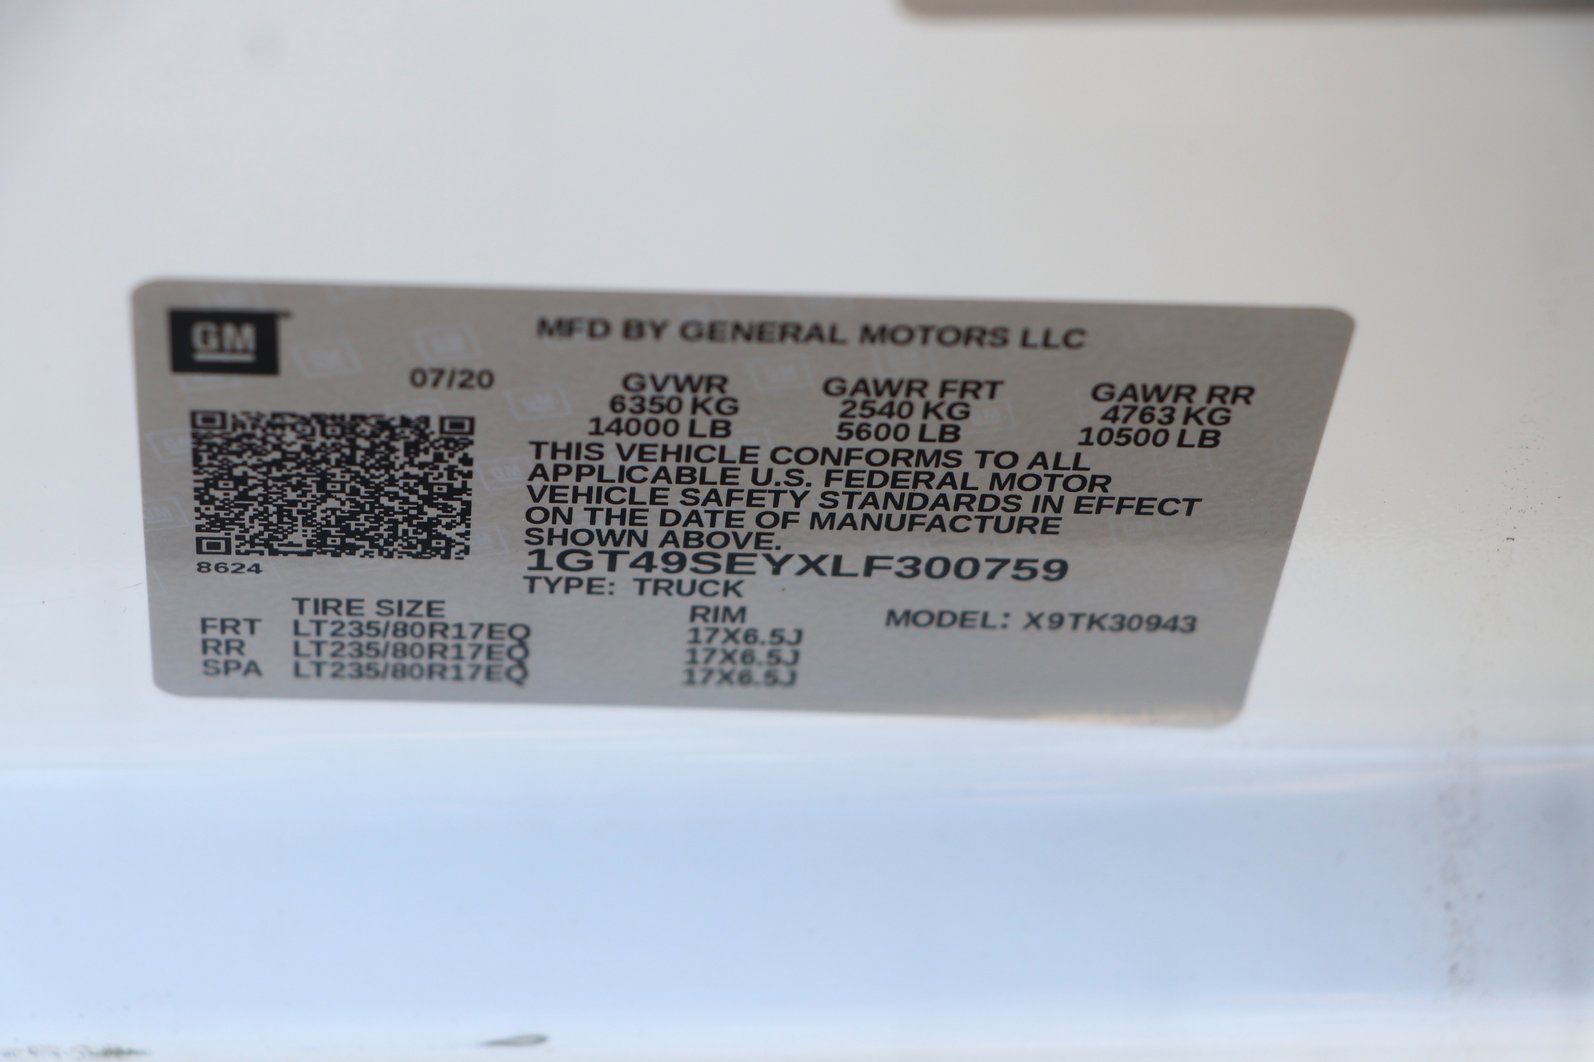 GM
MFD BY GENERAL MOTORS LLC
07/20
GVWR GAWR FRT GAWR RR
6350 KG 2540 KG 4763 KG
14000 LB 5600 LB 10500 LB
THIS VEHICLE CONFORMS TO ALL
APPLICABLE U.S. FEDERAL MOTOR
VEHICLE SAFETY STANDARDS IN EFFECT
ON THE DATE OF MANUFACTURE
SHOWN ABOVE.
8624
1GT49SEYXLF300759
TYPE: TRUCK
TIRE SIZE RIM MODEL: X9TK30943
FRT LT235/80R17EQ 17X6.5J
RR LT235/80R17EQ 17X6.5J
SPA LT235/80R17EQ 17X6.5J